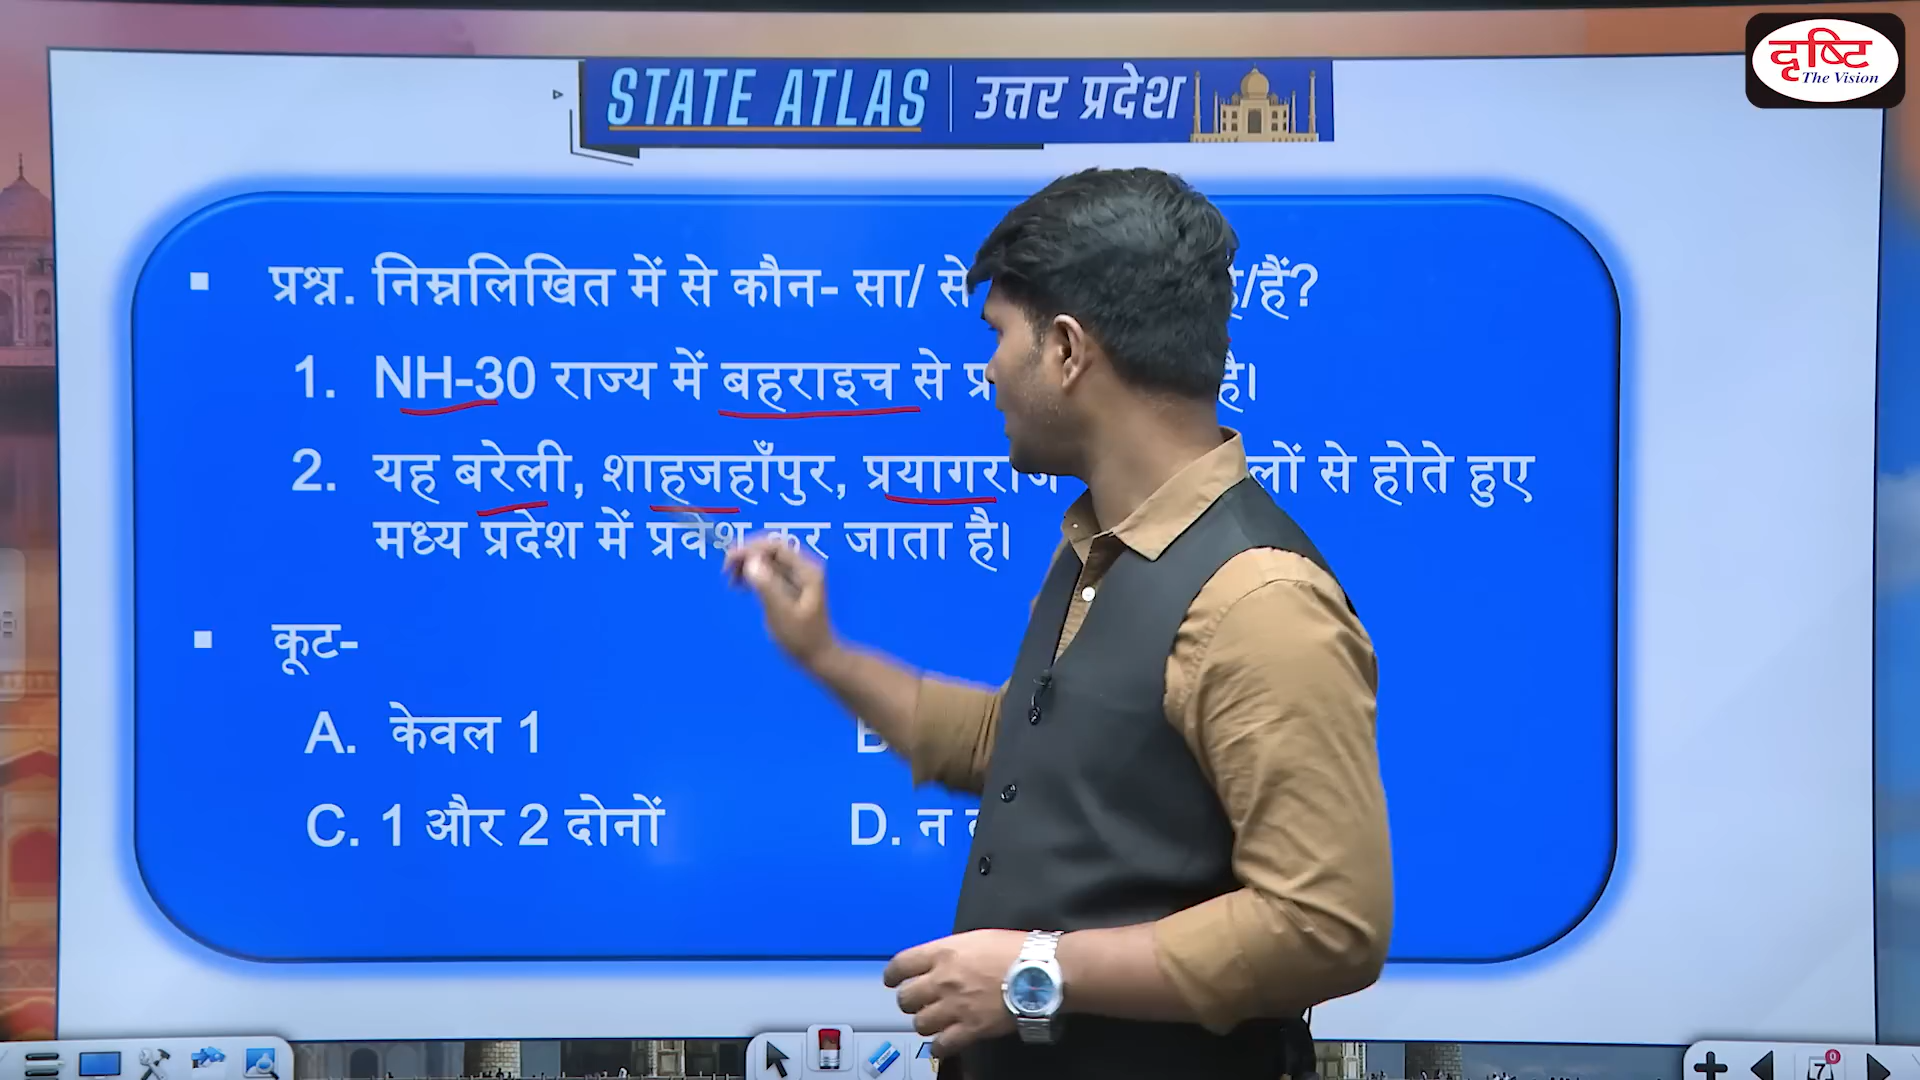 दृष्टि
The Vision
STATE ATLAS उत्तर प्रदेश
प्रश्न. निम्नलिखित में से कौन- सा/ से /हैं?
1. NH-30 राज्य में बहराइच से है।
2. यह बरेली, शाहजहाँपुर, प्रयागराज से होते हुए
मध्य प्रदेश में प्रवेश कर जाता है।
कूट-
A. केवल 1
B
C. 1 और 2 दोनों
D. न